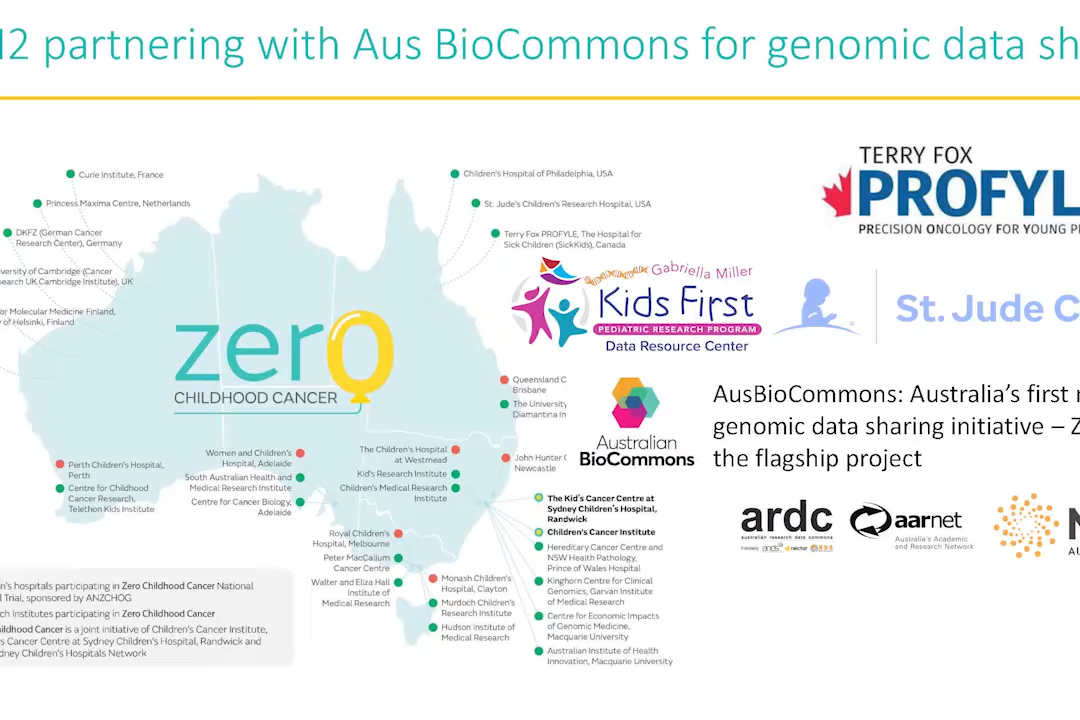 partnering with Aus BioCommons for genomic data
Curie Institute, France
Princess Maxima Centre, Netherlands
DKFZ (German Cancer
Research Center), Germany
of Cambridge (Cancer
UK Cambridge Institute), UK
for Molecular Medicine Finland,
of Helsinki, Finland
Children's Hospital of Philadelphia, USA
St. Jude's Children's Research Hospital, USA
Terry Fox PROFYLE, The Hospital for
Sick Children (SickKids), Canada
TERRY FOX
PROFYL
PRECISION ONCOLOGY FOR YOUNG
Gabriella Miller
Kids First
PEDIATRIC RESEARCH PROGRAM
Data Resource Center
St. Jude
zero
CHILDHOOD CANCER
Queensland
Brisbane
The University
Diamantina
John Hunter
Newcastle
Australian
BioCommons
AusBioCommons: Australia's first
genomic data sharing initiative –
the flagship project
ardc
australian research data commons
Formerly ands nectar RDS
aarnet
Australia's Academic
and Research Network
Perth Children's Hospital,
Perth
Centre for Childhood
Cancer Research,
Telethon Kids Institute
Women and Children's
Hospital, Adelaide
South Australian Health and
Medical Research Institute
Centre for Cancer Biology,
Adelaide
The Children's Hospital
at Westmead
Kid's Research Institute
Children's Medical Research
Institute
Royal Children's
Hospital, Melbourne
Peter MacCallum
Cancer Centre
Walter and Eliza Hall
Institute of
Medical Research
Monash Children's
Hospital, Clayton
Murdoch Children's
Research Institute
Hudson Institute of
Medical Research
The Kid's Cancer Centre at
Sydney Children's Hospital,
Randwick
Children's Cancer Institute
Hereditary Cancer Centre and
NSW Health Pathology,
Prince of Wales Hospital
Kinghorn Centre for Clinical
Genomics, Garvan Institute
of Medical Research
Centre for Economic Impacts
of Genomic Medicine,
Macquarie University
Australian Institute of Health
Innovation, Macquarie University
hospitals participating in Zero Childhood Cancer National
Trial, sponsored by ANZCHOG
Institutes participating in Zero Childhood Cancer
Cancer is a joint initiative of Children's Cancer Institute,
Cancer Centre at Sydney Children's Hospital, Randwick and
Children's Hospitals Network